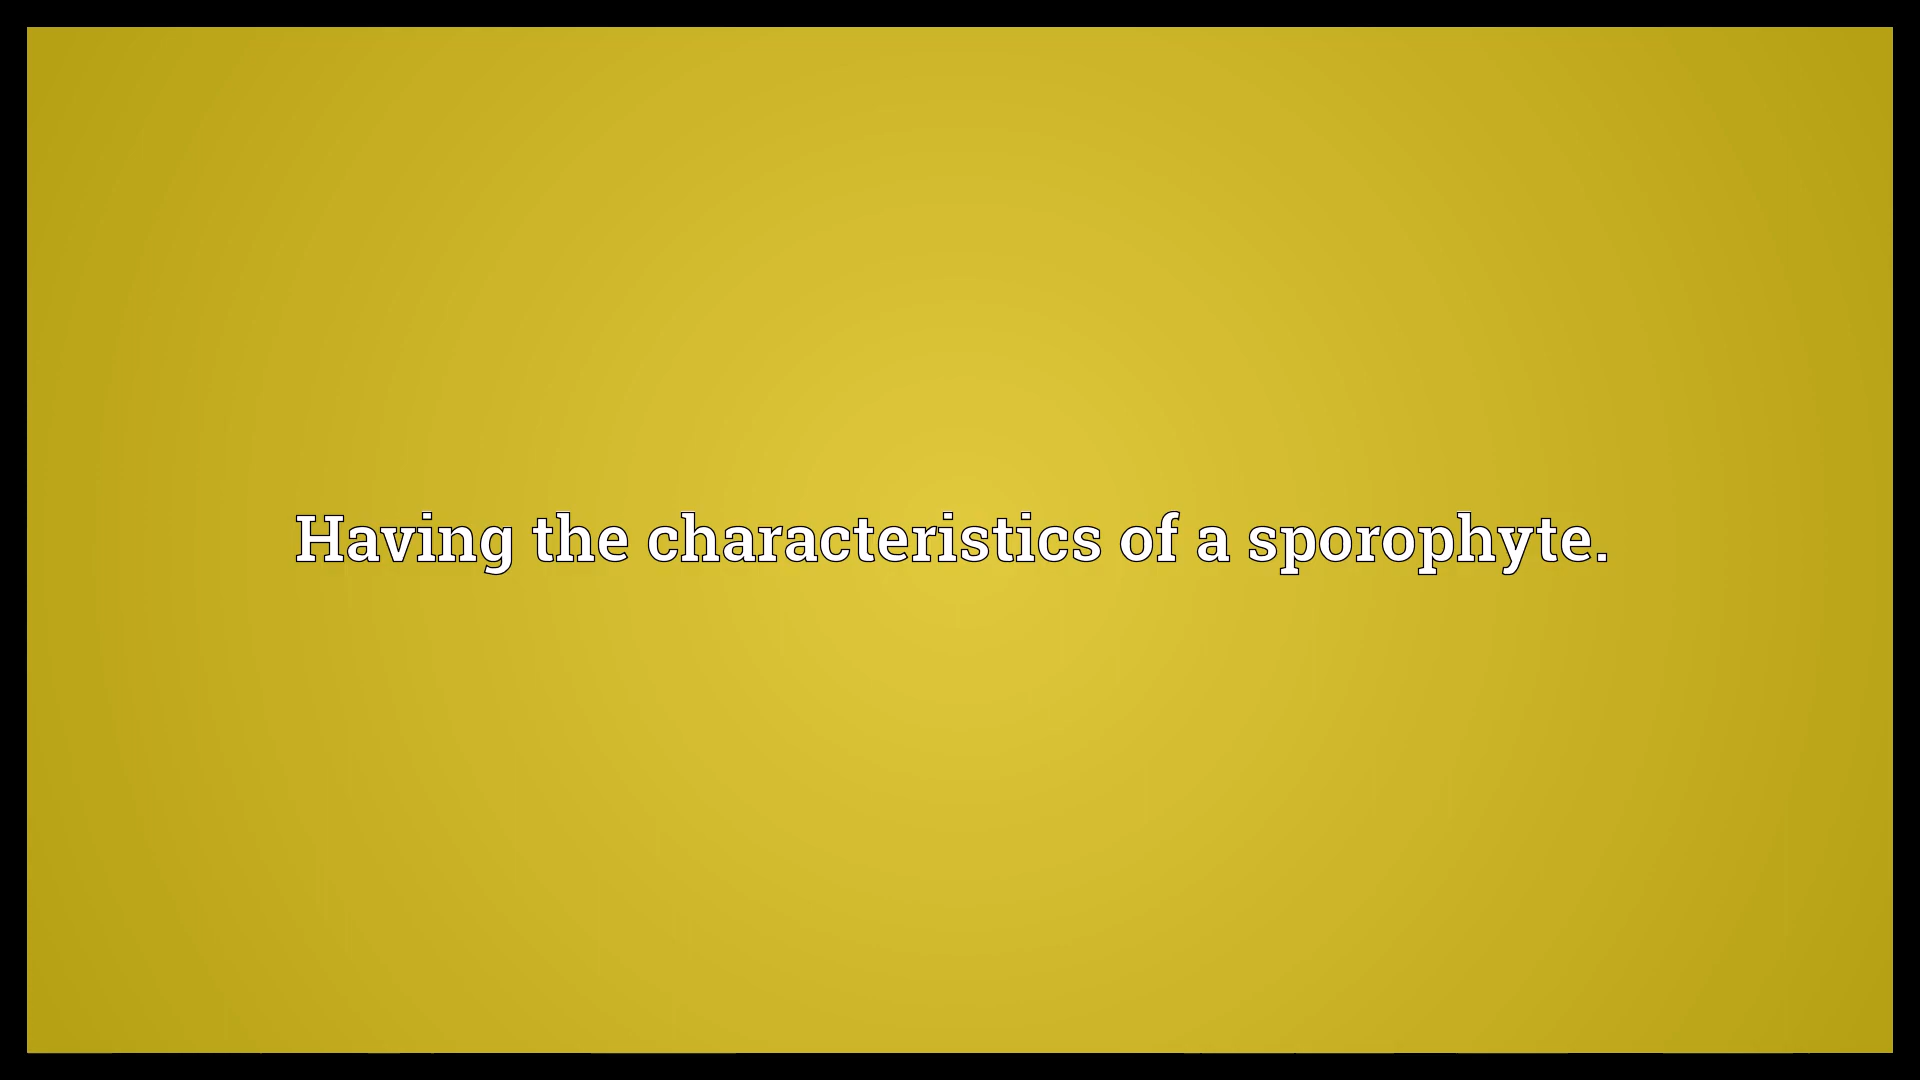 Having the characteristics of a sporophyte.